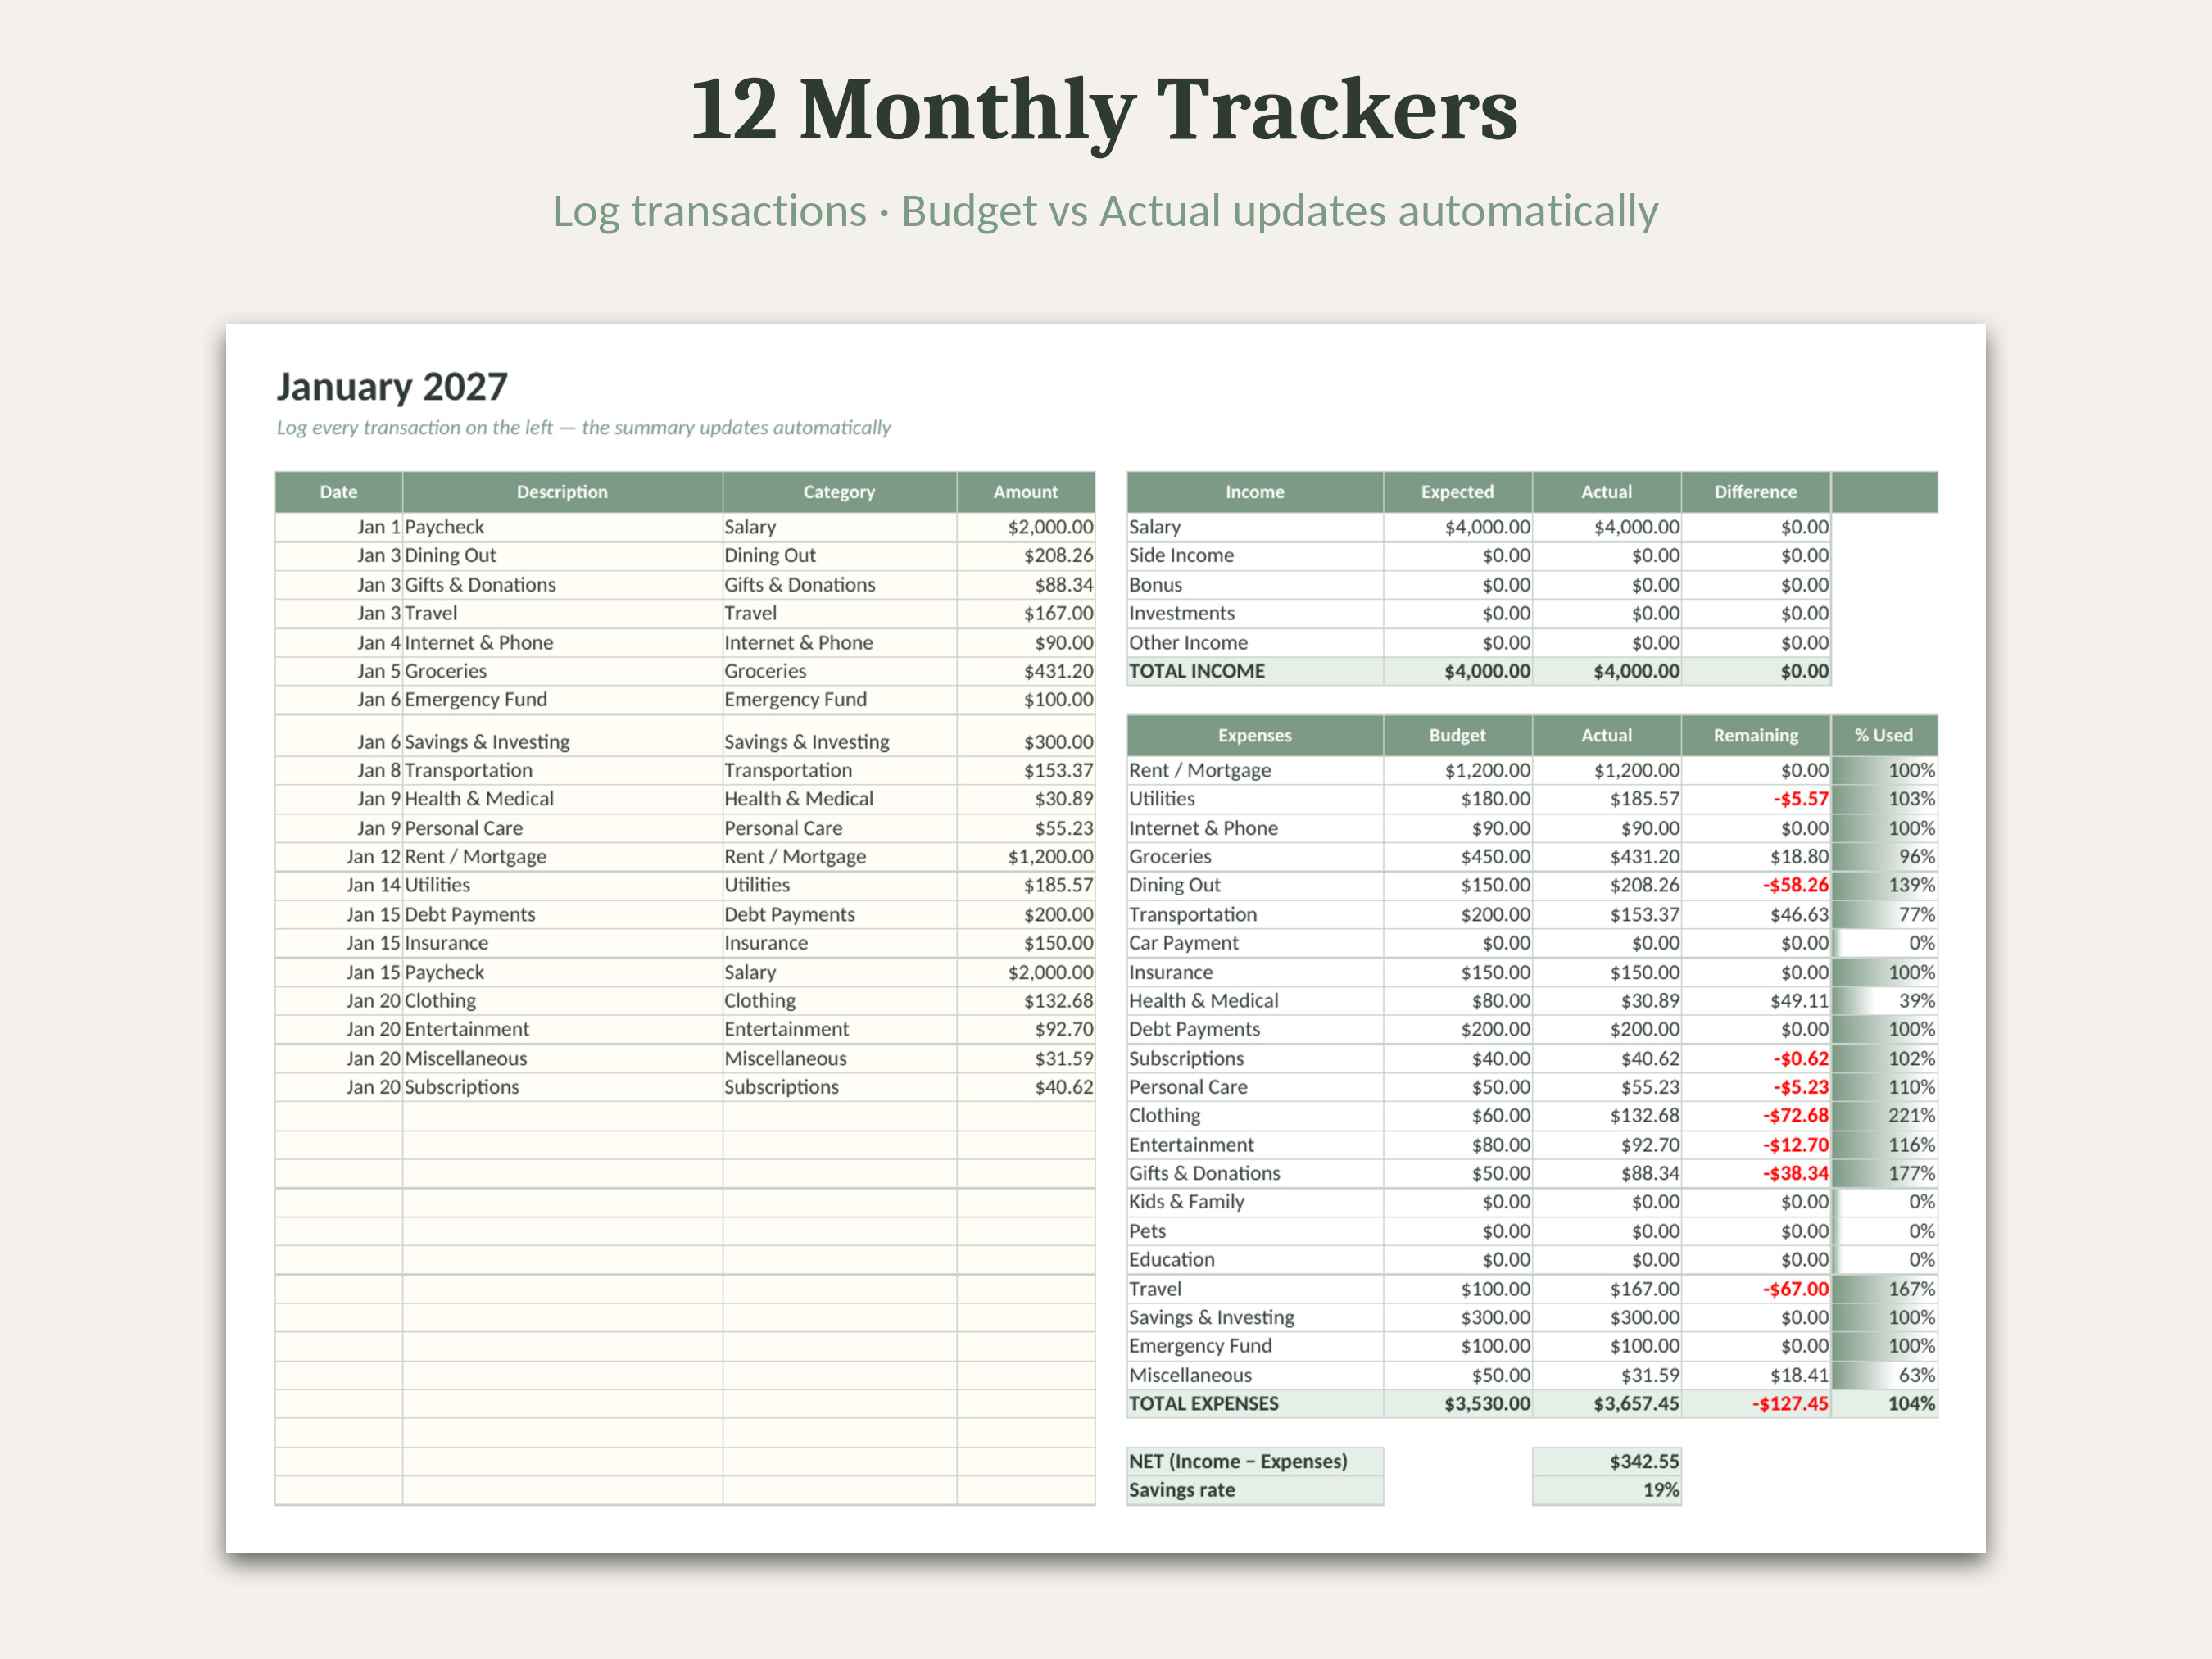 12 Monthly Trackers
Log transactions · Budget vs Actual updates automatically
January 2027
Log every transaction on the left — the summary updates automatically
Date Description Category Amount
Jan 1 Paycheck Salary $2,000.00
Jan 3 Dining Out Dining Out $208.26
Jan 3 Gifts & Donations Gifts & Donations $88.34
Jan 3 Travel Travel $167.00
Jan 4 Internet & Phone Internet & Phone $90.00
Jan 5 Groceries Groceries $431.20
Jan 6 Emergency Fund Emergency Fund $100.00
Jan 6 Savings & Investing Savings & Investing $300.00
Jan 8 Transportation Transportation $153.37
Jan 9 Health & Medical Health & Medical $30.89
Jan 9 Personal Care Personal Care $55.23
Jan 12 Rent / Mortgage Rent / Mortgage $1,200.00
Jan 14 Utilities Utilities $185.57
Jan 15 Debt Payments Debt Payments $200.00
Jan 15 Insurance Insurance $150.00
Jan 15 Paycheck Salary $2,000.00
Jan 20 Clothing Clothing $132.68
Jan 20 Entertainment Entertainment $92.70
Jan 20 Miscellaneous Miscellaneous $31.59
Jan 20 Subscriptions Subscriptions $40.62
Income Expected Actual Difference
Salary $4,000.00 $4,000.00 $0.00
Side Income $0.00 $0.00 $0.00
Bonus $0.00 $0.00 $0.00
Investments $0.00 $0.00 $0.00
Other Income $0.00 $0.00 $0.00
TOTAL INCOME $4,000.00 $4,000.00 $0.00
Expenses Budget Actual Remaining % Used
Rent / Mortgage $1,200.00 $1,200.00 $0.00 100%
Utilities $180.00 $185.57 -$5.57 103%
Internet & Phone $90.00 $90.00 $0.00 100%
Groceries $450.00 $431.20 $18.80 96%
Dining Out $150.00 $208.26 -$58.26 139%
Transportation $200.00 $153.37 $46.63 77%
Car Payment $0.00 $0.00 $0.00 0%
Insurance $150.00 $150.00 $0.00 100%
Health & Medical $80.00 $30.89 $49.11 39%
Debt Payments $200.00 $200.00 $0.00 100%
Subscriptions $40.00 $40.62 -$0.62 102%
Personal Care $50.00 $55.23 -$5.23 110%
Clothing $60.00 $132.68 -$72.68 221%
Entertainment $80.00 $92.70 -$12.70 116%
Gifts & Donations $50.00 $88.34 -$38.34 177%
Kids & Family $0.00 $0.00 $0.00 0%
Pets $0.00 $0.00 $0.00 0%
Education $0.00 $0.00 $0.00 0%
Travel $100.00 $167.00 -$67.00 167%
Savings & Investing $300.00 $300.00 $0.00 100%
Emergency Fund $100.00 $100.00 $0.00 100%
Miscellaneous $50.00 $31.59 $18.41 63%
TOTAL EXPENSES $3,530.00 $3,657.45 -$127.45 104%
NET (Income − Expenses) $342.55
Savings rate 19%